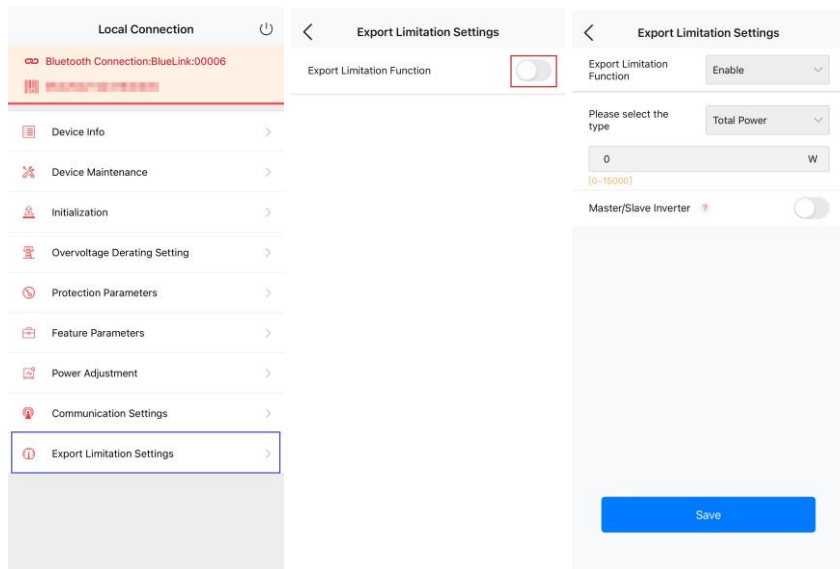 Local Connection
Bluetooth Connection:BlueLink:00006
Device Info
Device Maintenance
Initialization
Overvoltage Derating Setting
Protection Parameters
Feature Parameters
Power Adjustment
Communication Settings
Export Limitation Settings
Export Limitation Settings
Export Limitation Function
Export Limitation Settings
Export Limitation
Function
Enable
Please select the
type
Total Power
0 W
[0~15000]
Master/Slave Inverter ?
Save